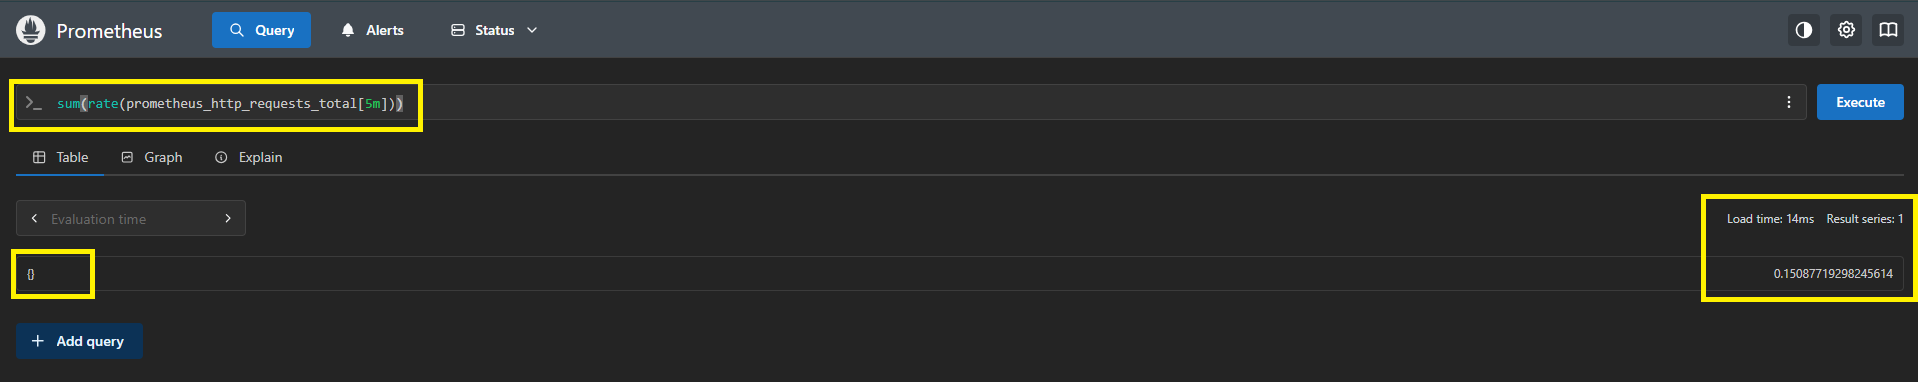 Prometheus Query Alerts Status
sum(rate(prometheus_http_requests_total[5m]))
Execute
Table Graph Explain
Evaluation time
Load time: 14ms Result series: 1
{} 0.15087719298245614
Add query